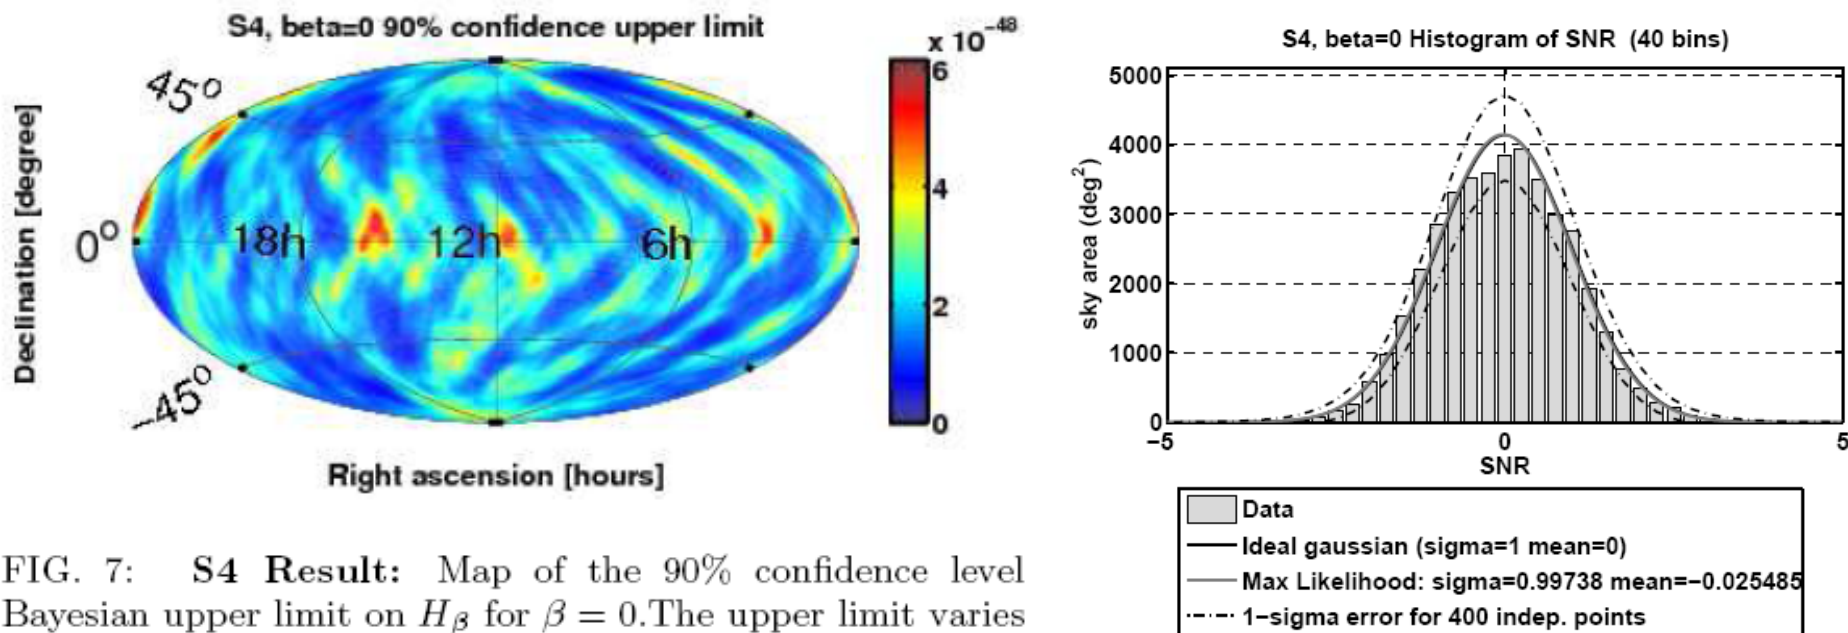 S4, beta=0 90% confidence upper limit
x 10⁻⁴⁸
6
4
2
0
45°
0°
−45°
18h
12h
6h
Declination [degree]
Right ascension [hours]
FIG. 7: S4 Result: Map of the 90% confidence level
Bayesian upper limit on Hβ for β = 0.The upper limit varies
S4, beta=0 Histogram of SNR (40 bins)
5000
4000
3000
2000
1000
0
sky area (deg²)
−5
0
5
SNR
Data
Ideal gaussian (sigma=1 mean=0)
Max Likelihood: sigma=0.99738 mean=−0.025485
1−sigma error for 400 indep. points